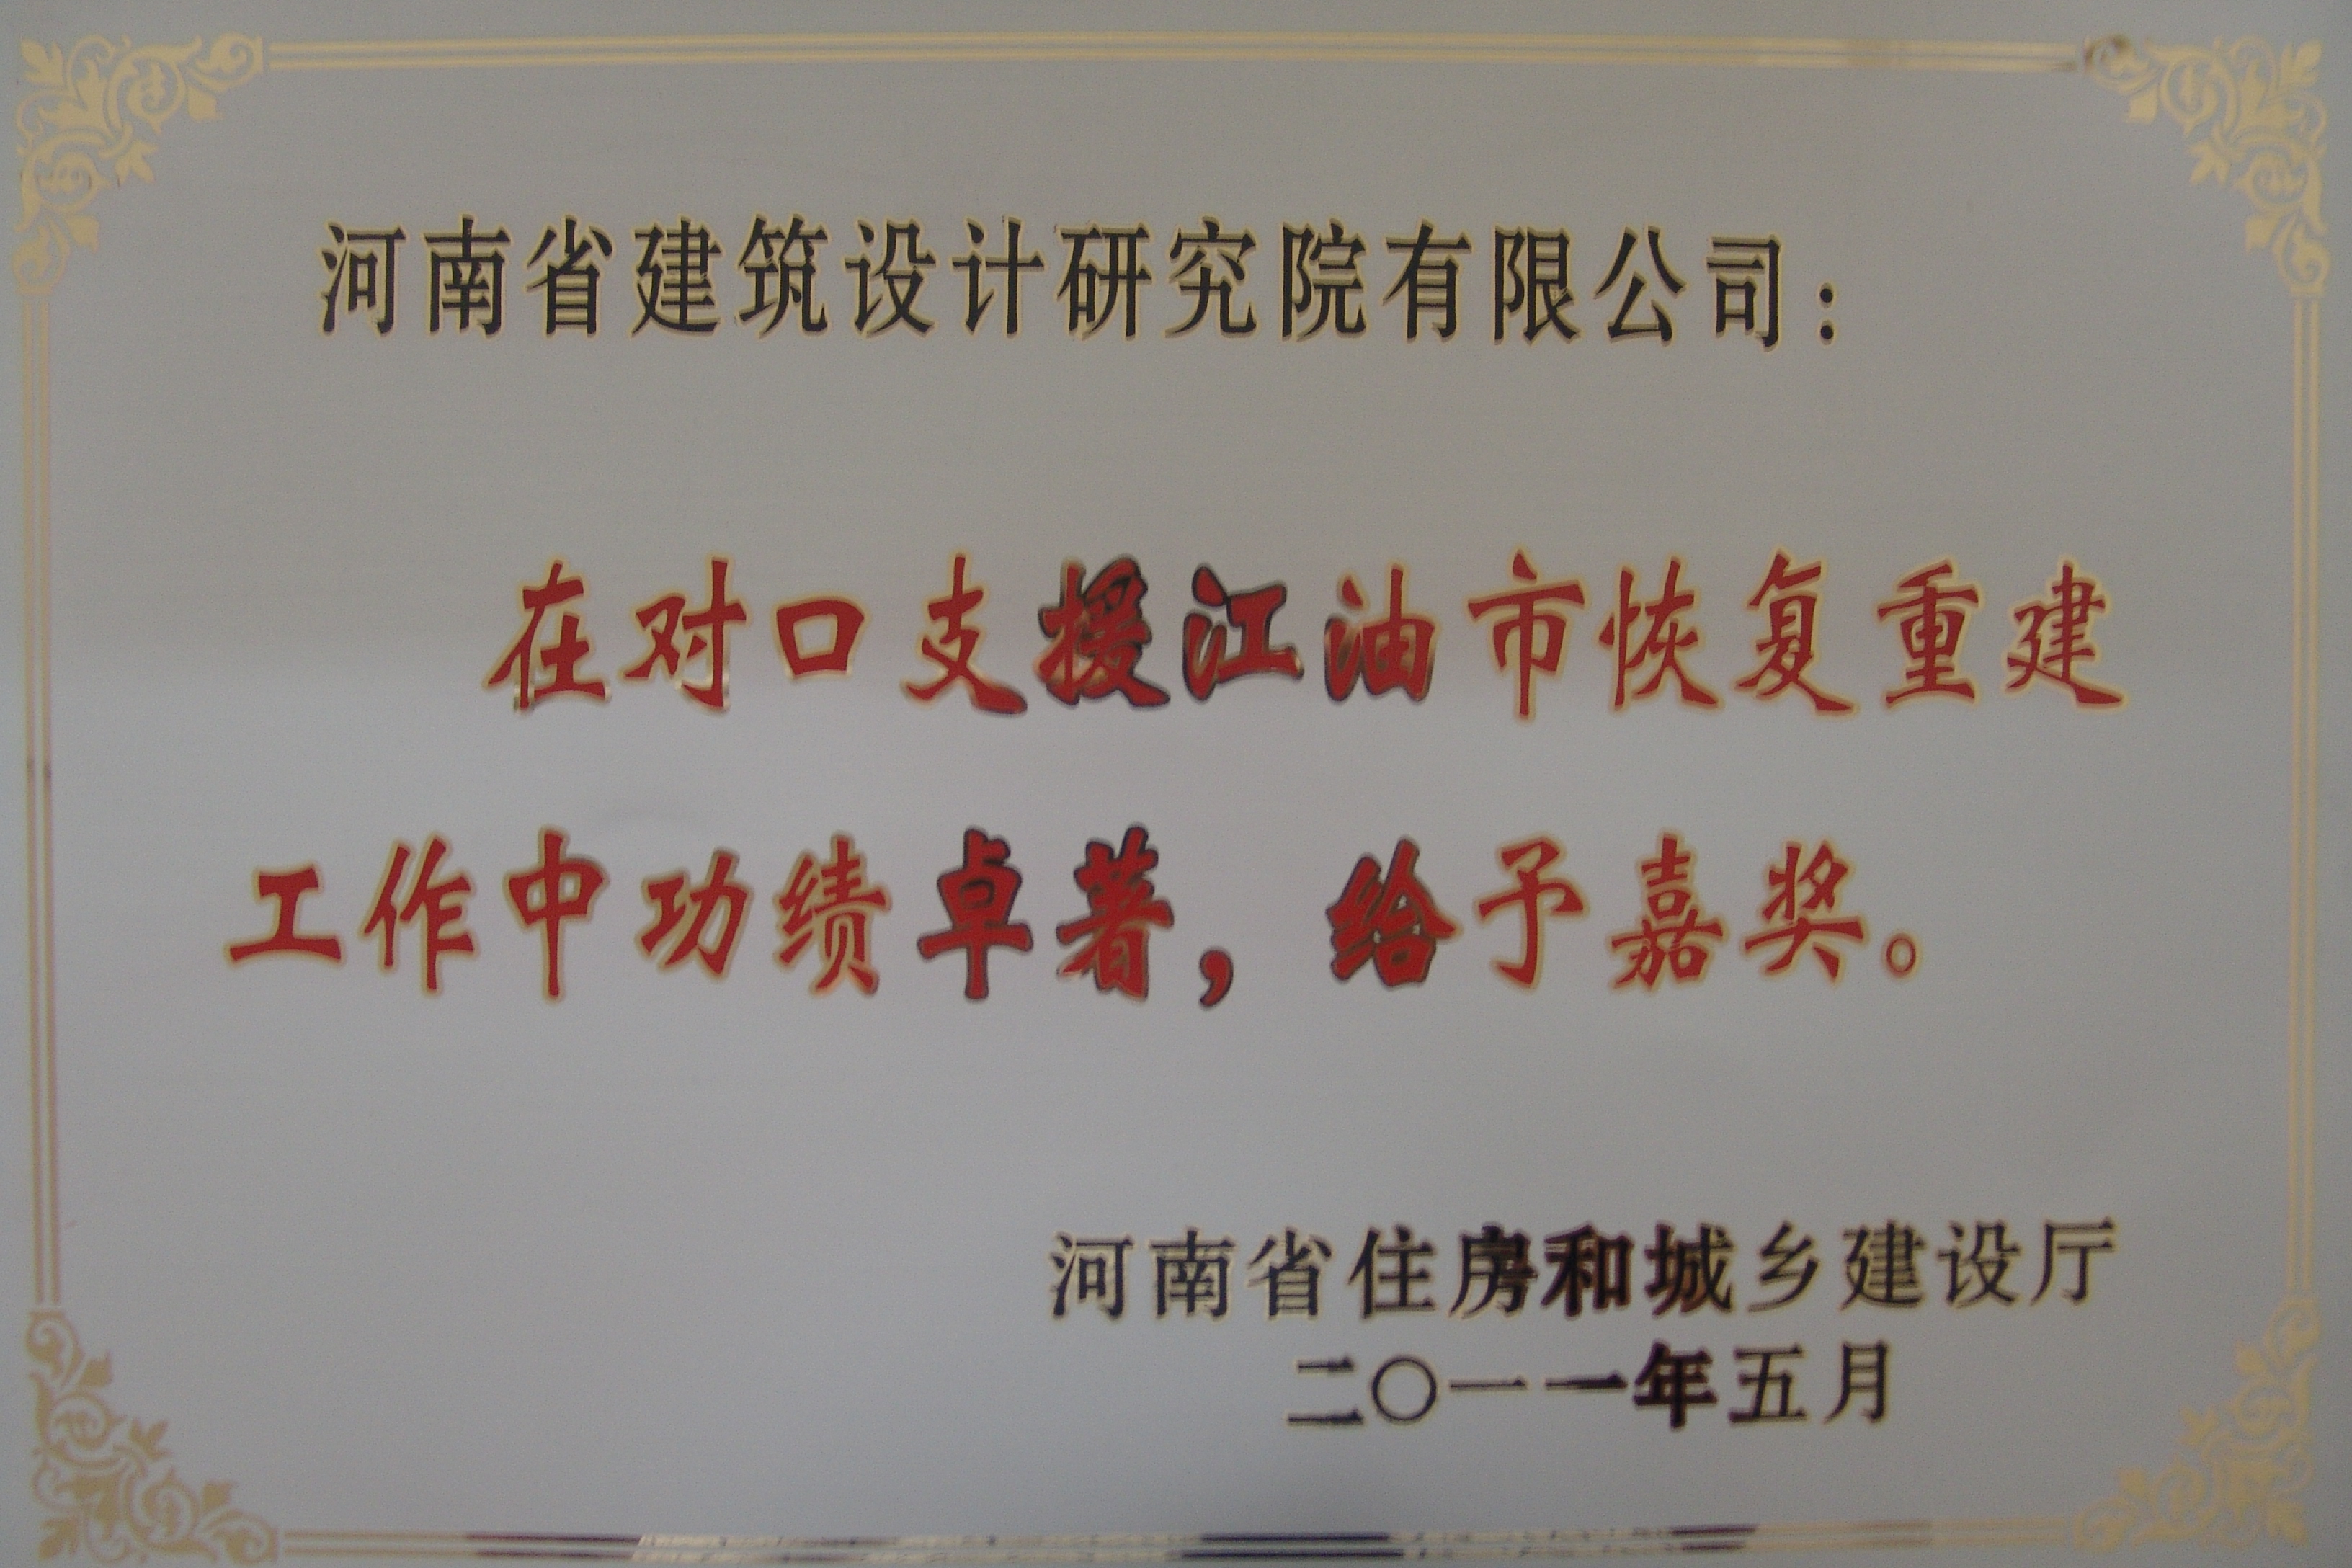 河南省建筑设计研究院有限公司：
在对口支援江油市恢复重建
工作中功绩卓著，给予嘉奖。
河南省住房和城乡建设厅
二〇一一年五月